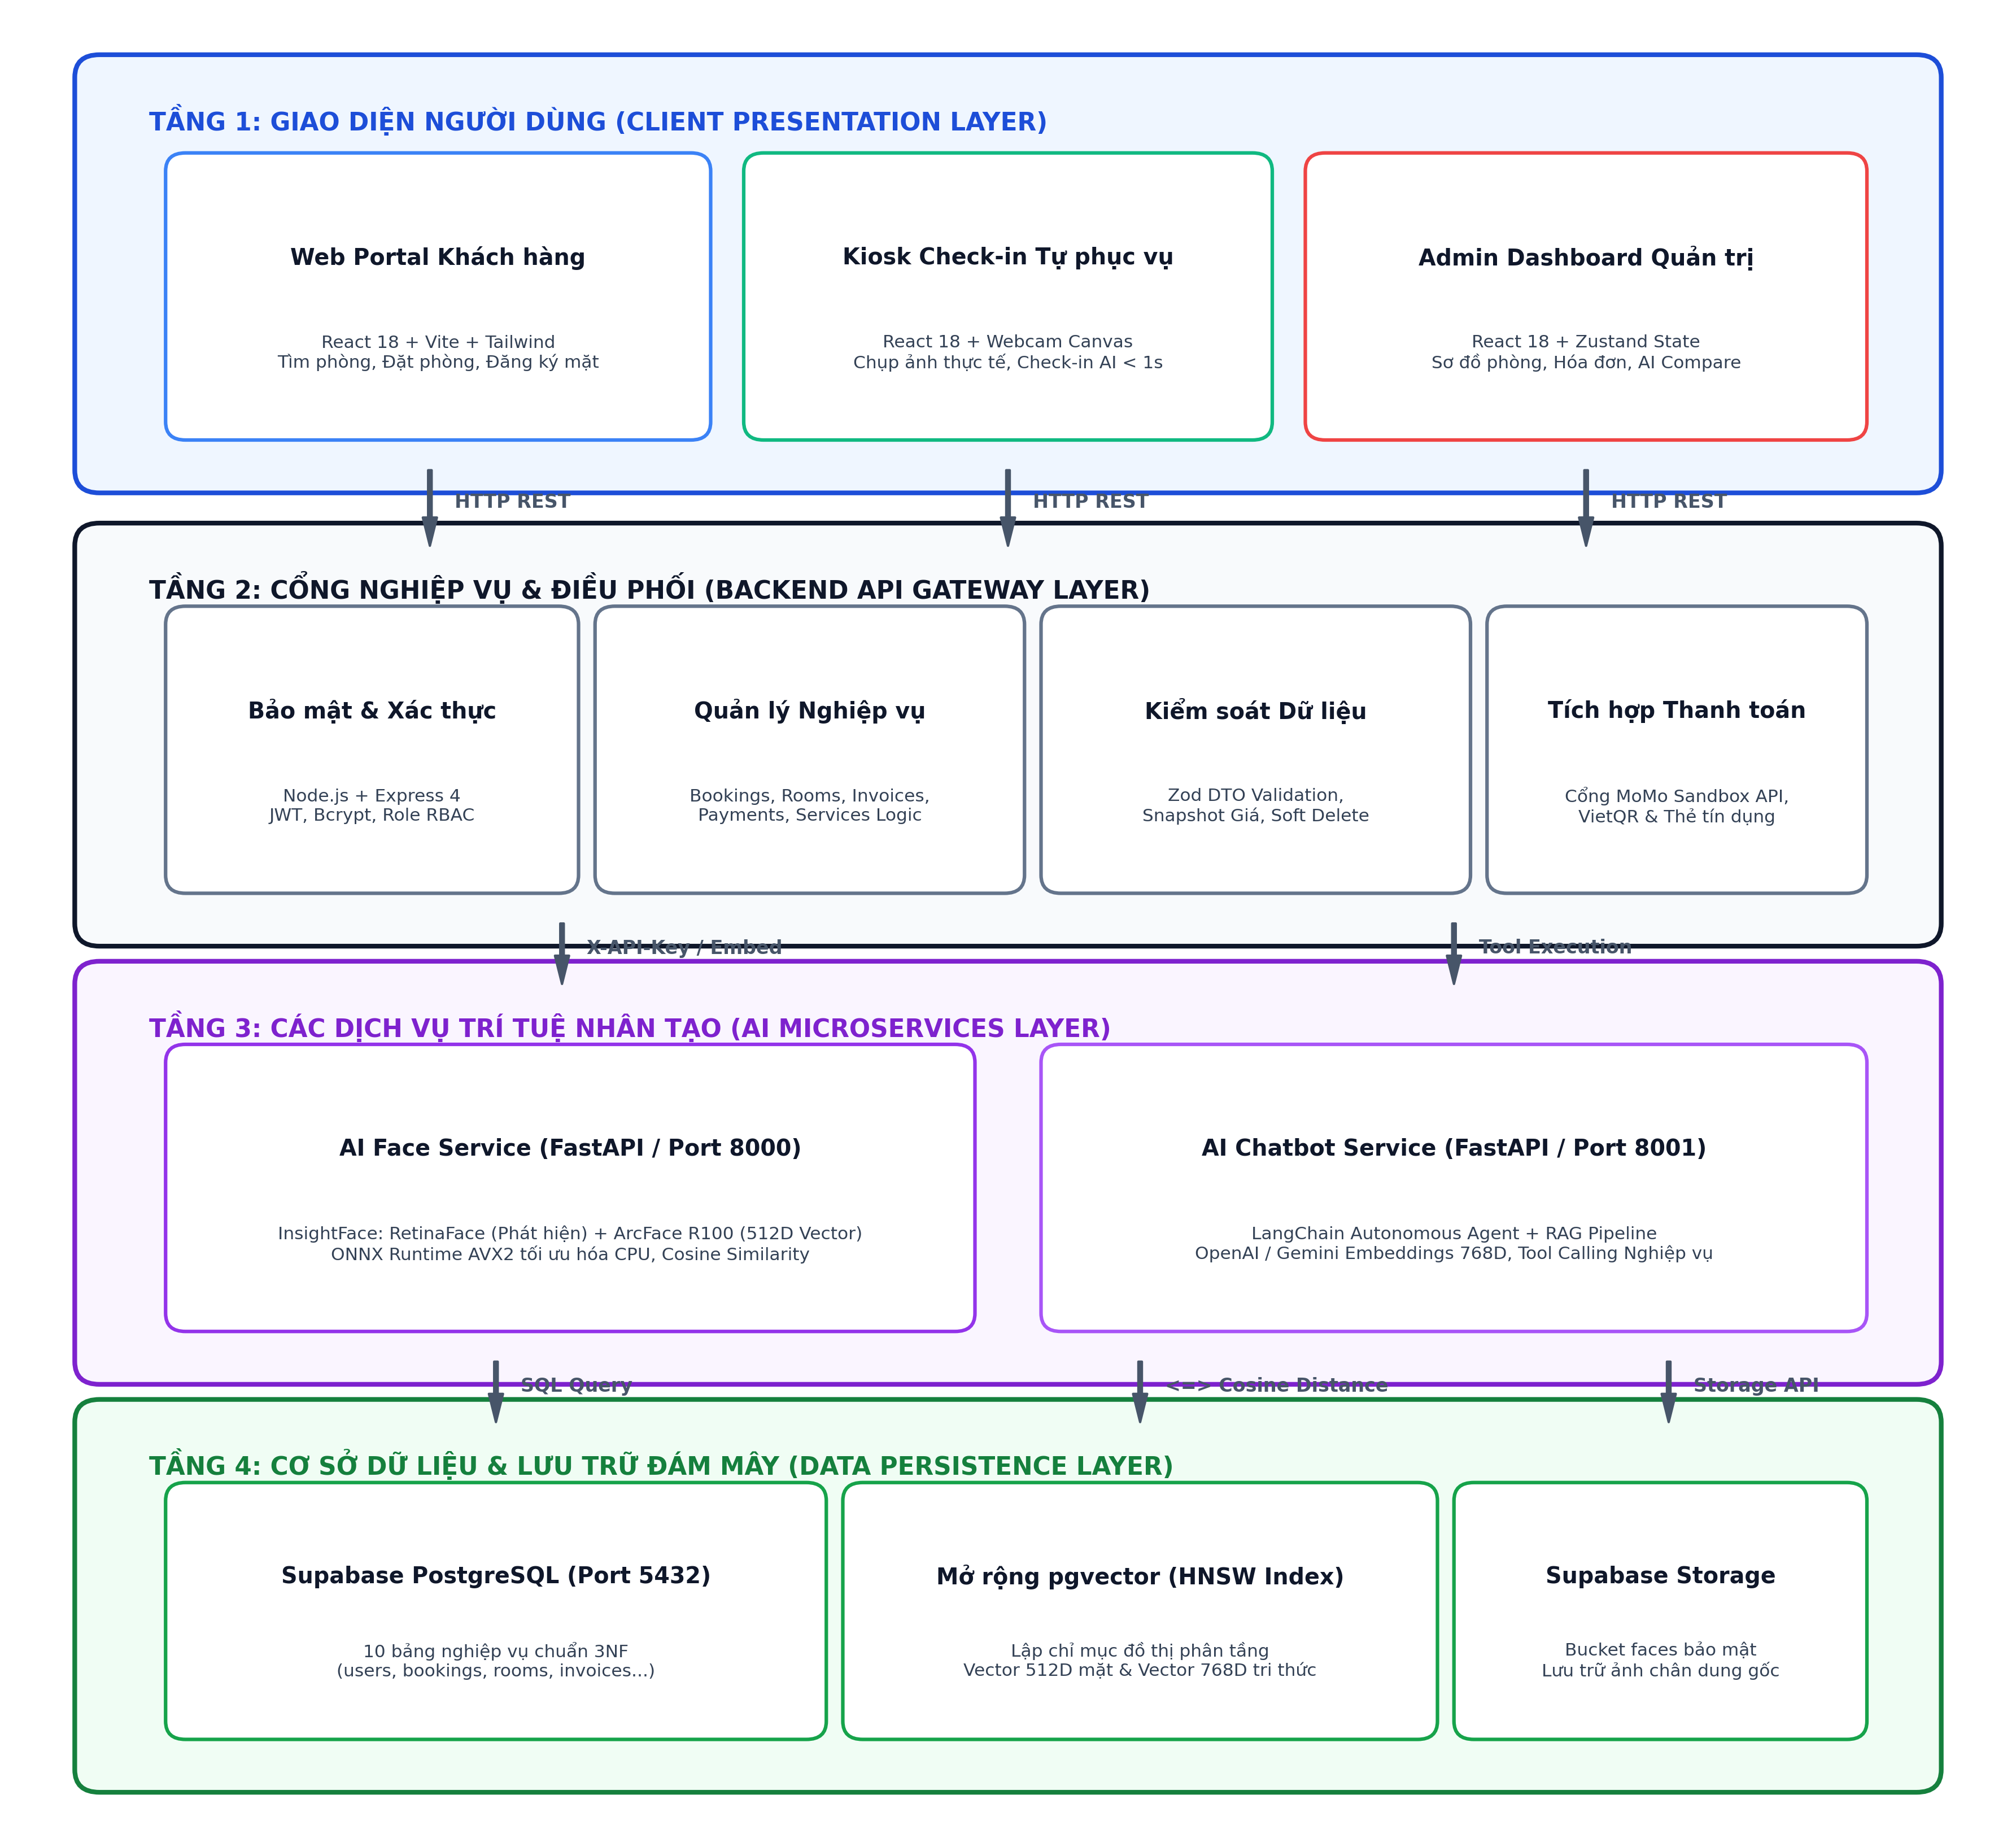 TẦNG 1: GIAO DIỆN NGƯỜI DÙNG (CLIENT PRESENTATION LAYER)
Web Portal Khách hàng
React 18 + Vite + Tailwind
Tìm phòng, Đặt phòng, Đăng ký mặt
Kiosk Check-in Tự phục vụ
React 18 + Webcam Canvas
Chụp ảnh thực tế, Check-in AI < 1s
Admin Dashboard Quản trị
React 18 + Zustand State
Sơ đồ phòng, Hóa đơn, AI Compare
HTTP REST
HTTP REST
HTTP REST
TẦNG 2: CỔNG NGHIỆP VỤ & ĐIỀU PHỐI (BACKEND API GATEWAY LAYER)
Bảo mật & Xác thực
Node.js + Express 4
JWT, Bcrypt, Role RBAC
Quản lý Nghiệp vụ
Bookings, Rooms, Invoices,
Payments, Services Logic
Kiểm soát Dữ liệu
Zod DTO Validation,
Snapshot Giá, Soft Delete
Tích hợp Thanh toán
Cổng MoMo Sandbox API,
VietQR & Thẻ tín dụng
X-API-Key / Embed
Tool Execution
TẦNG 3: CÁC DỊCH VỤ TRÍ TUỆ NHÂN TẠO (AI MICROSERVICES LAYER)
AI Face Service (FastAPI / Port 8000)
InsightFace: RetinaFace (Phát hiện) + ArcFace R100 (512D Vector)
ONNX Runtime AVX2 tối ưu hóa CPU, Cosine Similarity
AI Chatbot Service (FastAPI / Port 8001)
LangChain Autonomous Agent + RAG Pipeline
OpenAI / Gemini Embeddings 768D, Tool Calling Nghiệp vụ
SQL Query
<=> Cosine Distance
Storage API
TẦNG 4: CƠ SỞ DỮ LIỆU & LƯU TRỮ ĐÁM MÂY (DATA PERSISTENCE LAYER)
Supabase PostgreSQL (Port 5432)
10 bảng nghiệp vụ chuẩn 3NF
(users, bookings, rooms, invoices...)
Mở rộng pgvector (HNSW Index)
Lập chỉ mục đồ thị phân tầng
Vector 512D mặt & Vector 768D tri thức
Supabase Storage
Bucket faces bảo mật
Lưu trữ ảnh chân dung gốc